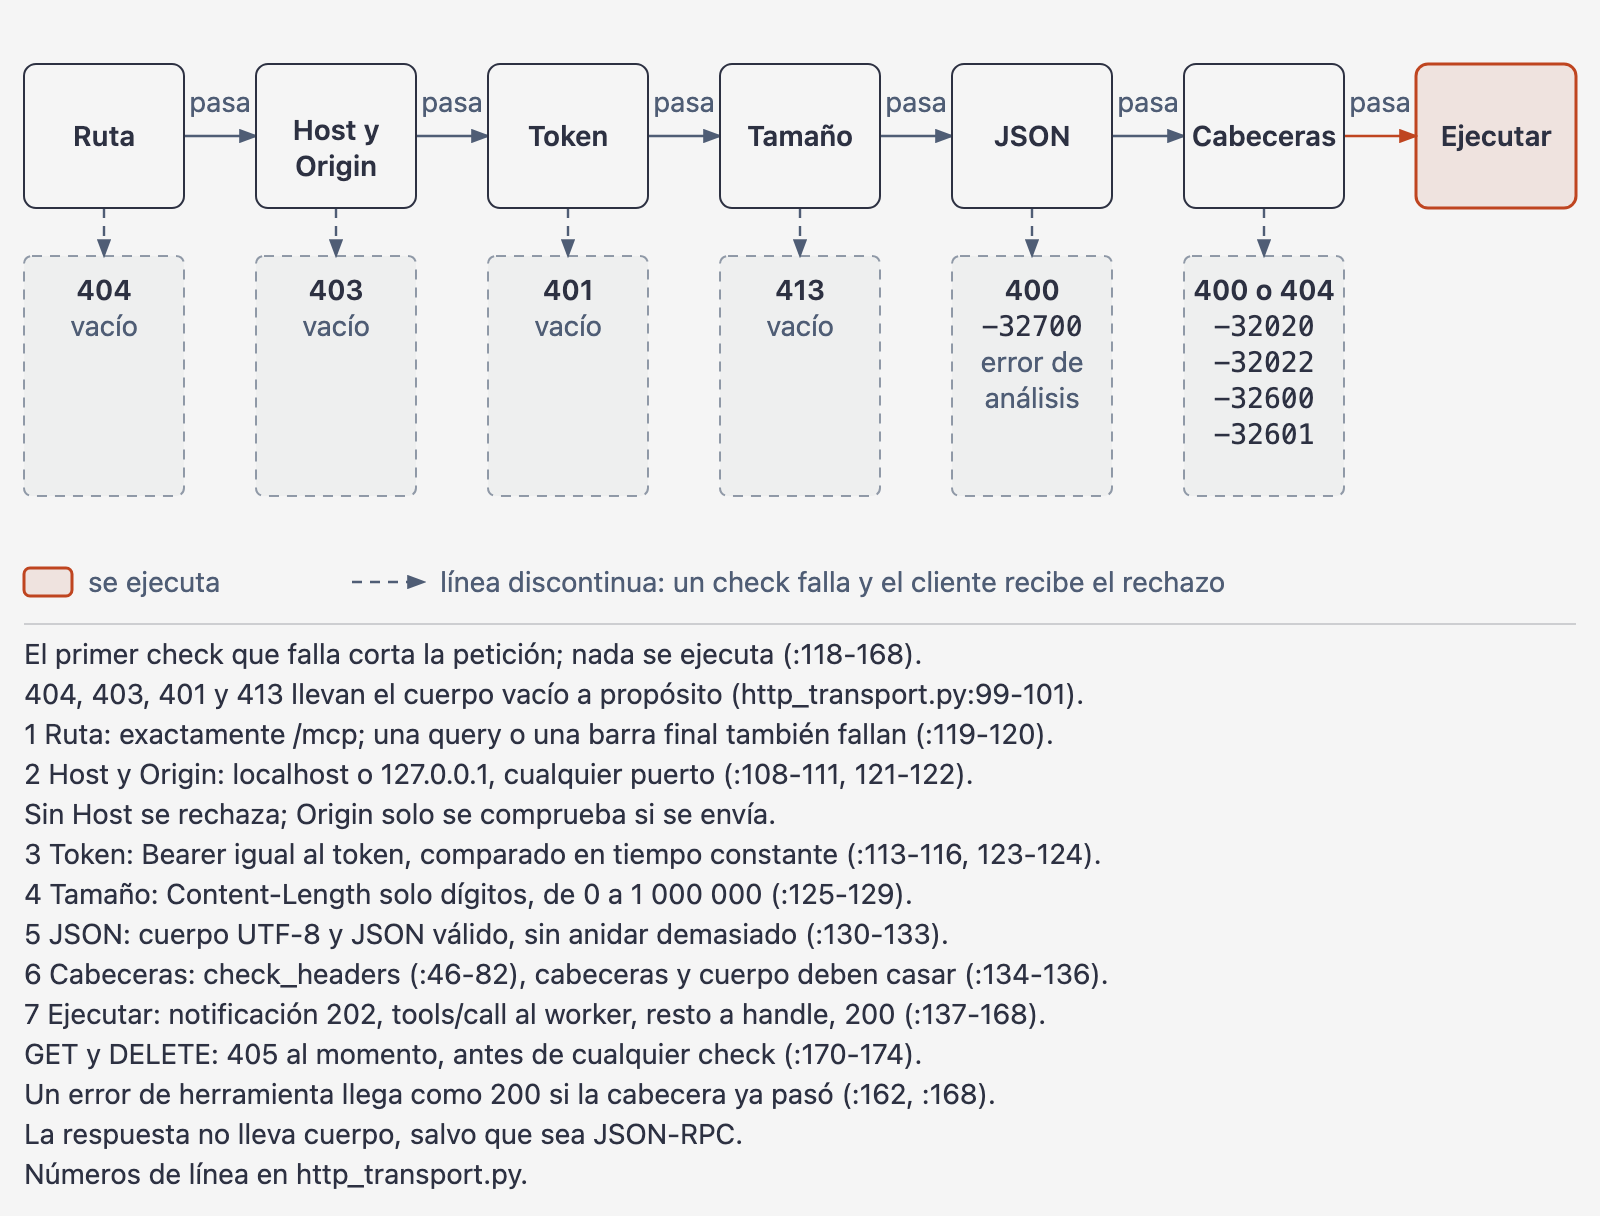 Ruta
pasa
Host y
Origin
pasa
Token
pasa
Tamaño
pasa
JSON
pasa
Cabeceras
pasa
Ejecutar
404
vacío
403
vacío
401
vacío
413
vacío
400
−32700
error de
análisis
400 o 404
−32020
−32022
−32600
−32601
se ejecuta
línea discontinua: un check falla y el cliente recibe el rechazo
El primer check que falla corta la petición; nada se ejecuta (:118-168).
404, 403, 401 y 413 llevan el cuerpo vacío a propósito (http_transport.py:99-101).
1 Ruta: exactamente /mcp; una query o una barra final también fallan (:119-120).
2 Host y Origin: localhost o 127.0.0.1, cualquier puerto (:108-111, 121-122).
Sin Host se rechaza; Origin solo se comprueba si se envía.
3 Token: Bearer igual al token, comparado en tiempo constante (:113-116, 123-124).
4 Tamaño: Content-Length solo dígitos, de 0 a 1 000 000 (:125-129).
5 JSON: cuerpo UTF-8 y JSON válido, sin anidar demasiado (:130-133).
6 Cabeceras: check_headers (:46-82), cabeceras y cuerpo deben casar (:134-136).
7 Ejecutar: notificación 202, tools/call al worker, resto a handle, 200 (:137-168).
GET y DELETE: 405 al momento, antes de cualquier check (:170-174).
Un error de herramienta llega como 200 si la cabecera ya pasó (:162, :168).
La respuesta no lleva cuerpo, salvo que sea JSON-RPC.
Números de línea en http_transport.py.